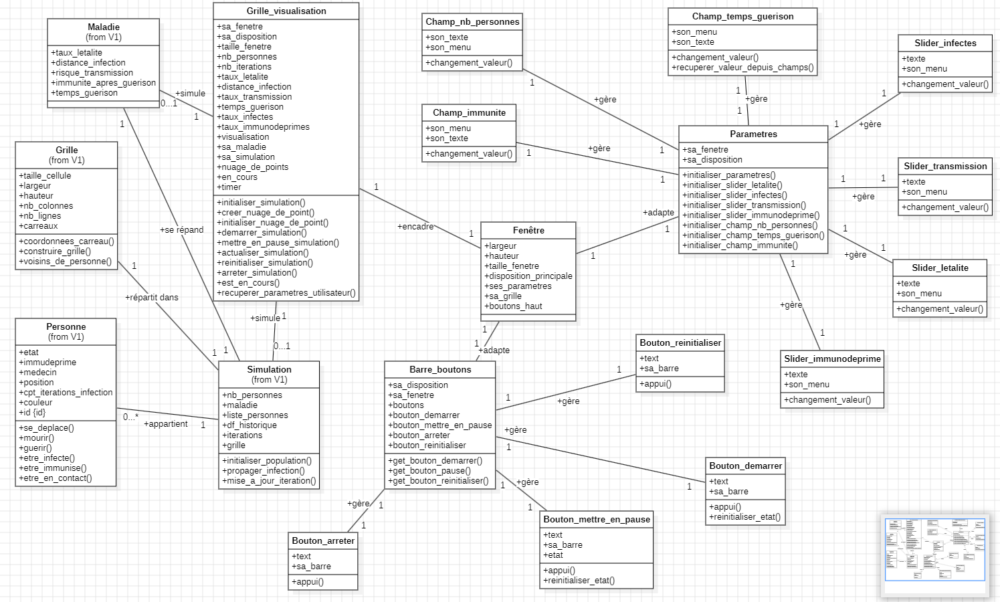 Maladie
(from V1)
+taux_letalite
+distance_infection
+risque_transmission
+immunite_apres_guerison
+temps_guerison
+simule
0...1
1
1
Grille_visualisation
+sa_fenetre
+sa_disposition
+taille_fenetre
+nb_personnes
+nb_iterations
+taux_letalite
+distance_infection
+taux_transmission
+temps_guerison
+taux_infectes
+taux_immunodeprimes
+visualisation
+sa_maladie
+sa_simulation
+nuage_de_points
+en_cours
+timer
+initialiser_simulation()
+creer_nuage_de_point()
+initialiser_nuage_de_point()
+demarrer_simulation()
+mettre_en_pause_simulation()
+actualiser_simulation()
+reinitialiser_simulation()
+arreter_simulation()
+est_en_cours()
+recuperer_parametres_utilisateur()
Grille
(from V1)
+taille_cellule
+largeur
+hauteur
+nb_colonnes
+nb_lignes
+carreaux
+coordonnees_carreau()
+construire_grille()
+voisins_de_personne()
+se répand
1
+répartit dans
1
1
Personne
(from V1)
+etat
+immudeprime
+medecin
+position
+cpt_iterations_infection
+couleur
+id {id}
+se_deplace()
+mourir()
+guerir()
+etre_infecte()
+etre_immunise()
+etre_en_contact()
0...*
+appartient
1
+simule
1
0...1
Simulation
(from V1)
+nb_personnes
+maladie
+liste_personnes
+df_historique
+iterations
+grille
+initialiser_population()
+propager_infection()
+mise_a_jour_iteration()
Champ_nb_personnes
+son_texte
+son_menu
+changement_valeur()
1
+gère
1
Champ_immunite
+son_menu
+son_texte
+changement_valeur()
1
+gère
1
Champ_temps_guerison
+son_menu
+son_texte
+changement_valeur()
+recuperer_valeur_depuis_champs()
1
+gère
1
Parametres
+sa_fenetre
+sa_disposition
+initialiser_parametres()
+initialiser_slider_letalite()
+initialiser_slider_infectes()
+initialiser_slider_transmission()
+initialiser_slider_immunodeprime()
+initialiser_champ_nb_personnes()
+initialiser_champ_temps_guerison()
+initialiser_champ_immunite()
Slider_infectes
+texte
+son_menu
+changement_valeur()
1
+gère
1
Slider_transmission
+texte
+son_menu
+changement_valeur()
1
1
+gère
Slider_letalite
+texte
+son_menu
+changement_valeur()
1
1
+gère
Slider_immunodeprime
+texte
+son_menu
+changement_valeur()
1
+gère
1
1
+encadre
1
+adapte
1
1
Fenêtre
+largeur
+hauteur
+taille_fenetre
+disposition_principale
+ses_parametres
+sa_grille
+boutons_haut
1
1
+adapte
Barre_boutons
+sa_disposition
+sa_fenetre
+boutons
+bouton_demarrer
+bouton_mettre_en_pause
+bouton_arreter
+bouton_reinitialiser
+get_bouton_demarrer()
+get_bouton_pause()
+get_bouton_reinitialiser()
Bouton_reinitialiser
+text
+sa_barre
+appui()
1
1
+gère
+gère
1
1
Bouton_demarrer
+text
+sa_barre
+appui()
+reinitialiser_etat()
+gère
1
1
Bouton_mettre_en_pause
+text
+sa_barre
+etat
+appui()
+reinitialiser_etat()
+gère
1
1
Bouton_arreter
+text
+sa_barre
+appui()